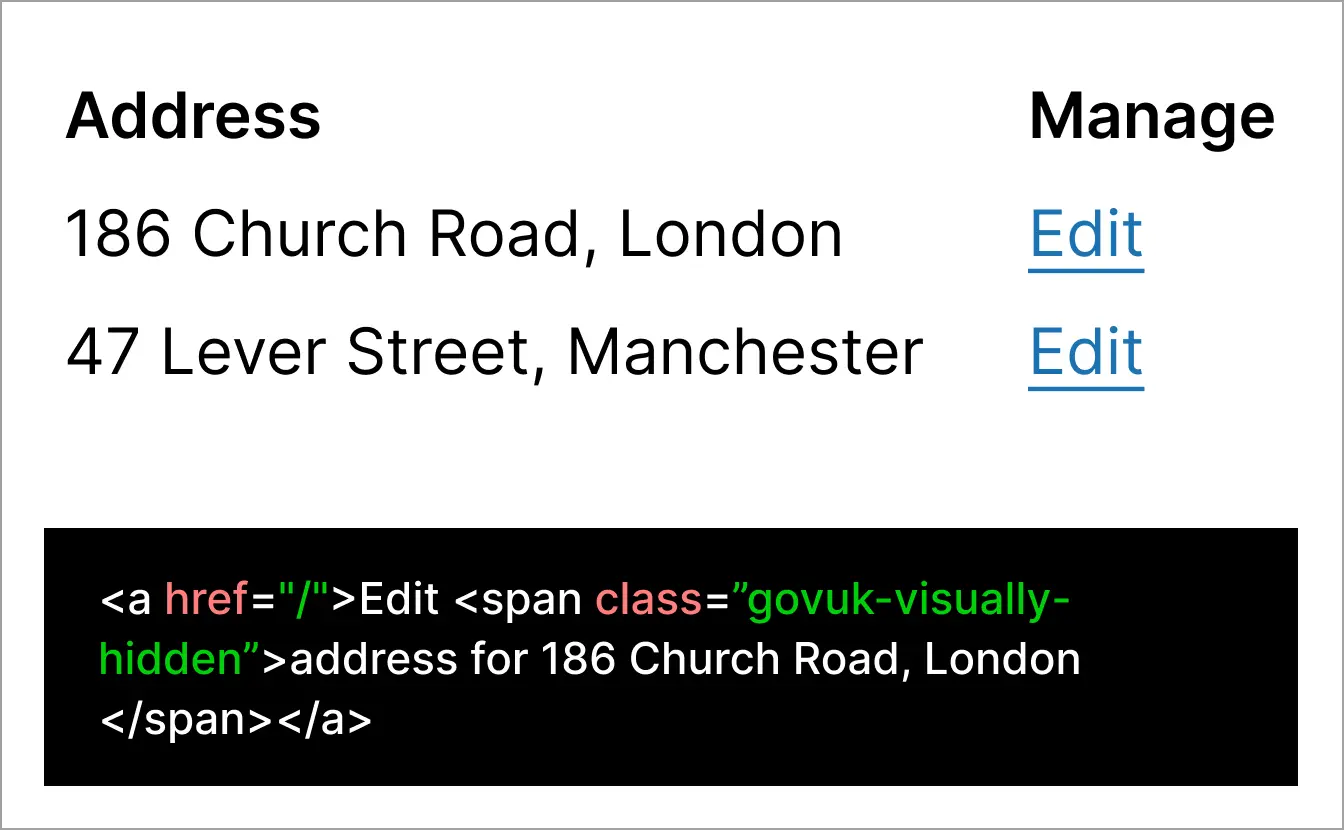 Address Manage
186 Church Road, London Edit
47 Lever Street, Manchester Edit
<a href="/">Edit <span class=”govuk-visually-
hidden”>address for 186 Church Road, London
</span></a>